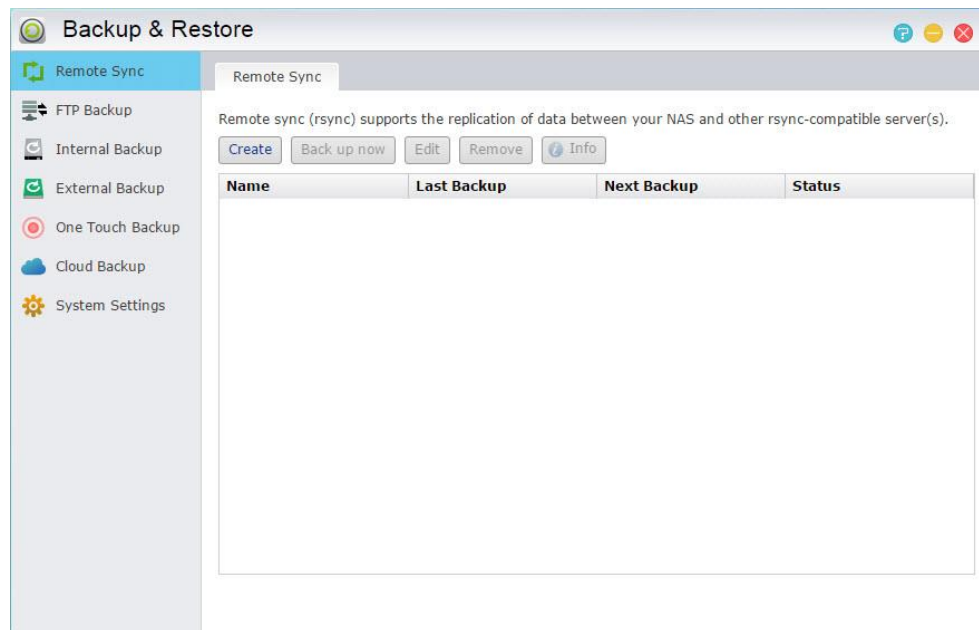 Backup & Restore
Remote Sync
FTP Backup
Internal Backup
External Backup
One Touch Backup
Cloud Backup
System Settings
Remote Sync
Remote sync (rsync) supports the replication of data between your NAS and other rsync-compatible server(s).
Create Back up now Edit Remove Info
Name Last Backup Next Backup Status